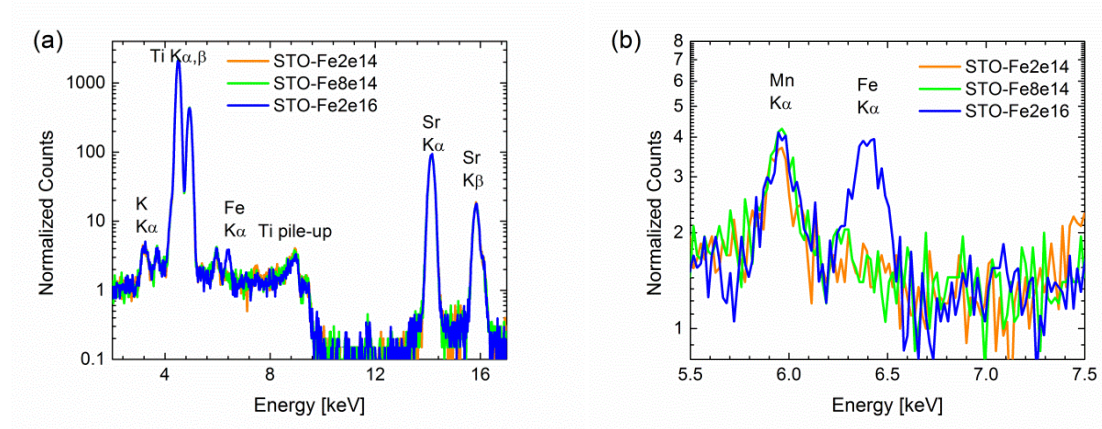 (a)
Ti Kα,β
STO-Fe2e14
STO-Fe8e14
STO-Fe2e16
Sr
Kα
Sr
Kβ
K
Kα
Fe
Kα
Ti pile-up
1000
100
10
1
0.1
Normalized Counts
4
8
12
16
Energy [keV]
(b)
Mn
Kα
Fe
Kα
STO-Fe2e14
STO-Fe8e14
STO-Fe2e16
8
7
6
5
4
3
2
1
Normalized Counts
5.5
6.0
6.5
7.0
7.5
Energy [keV]